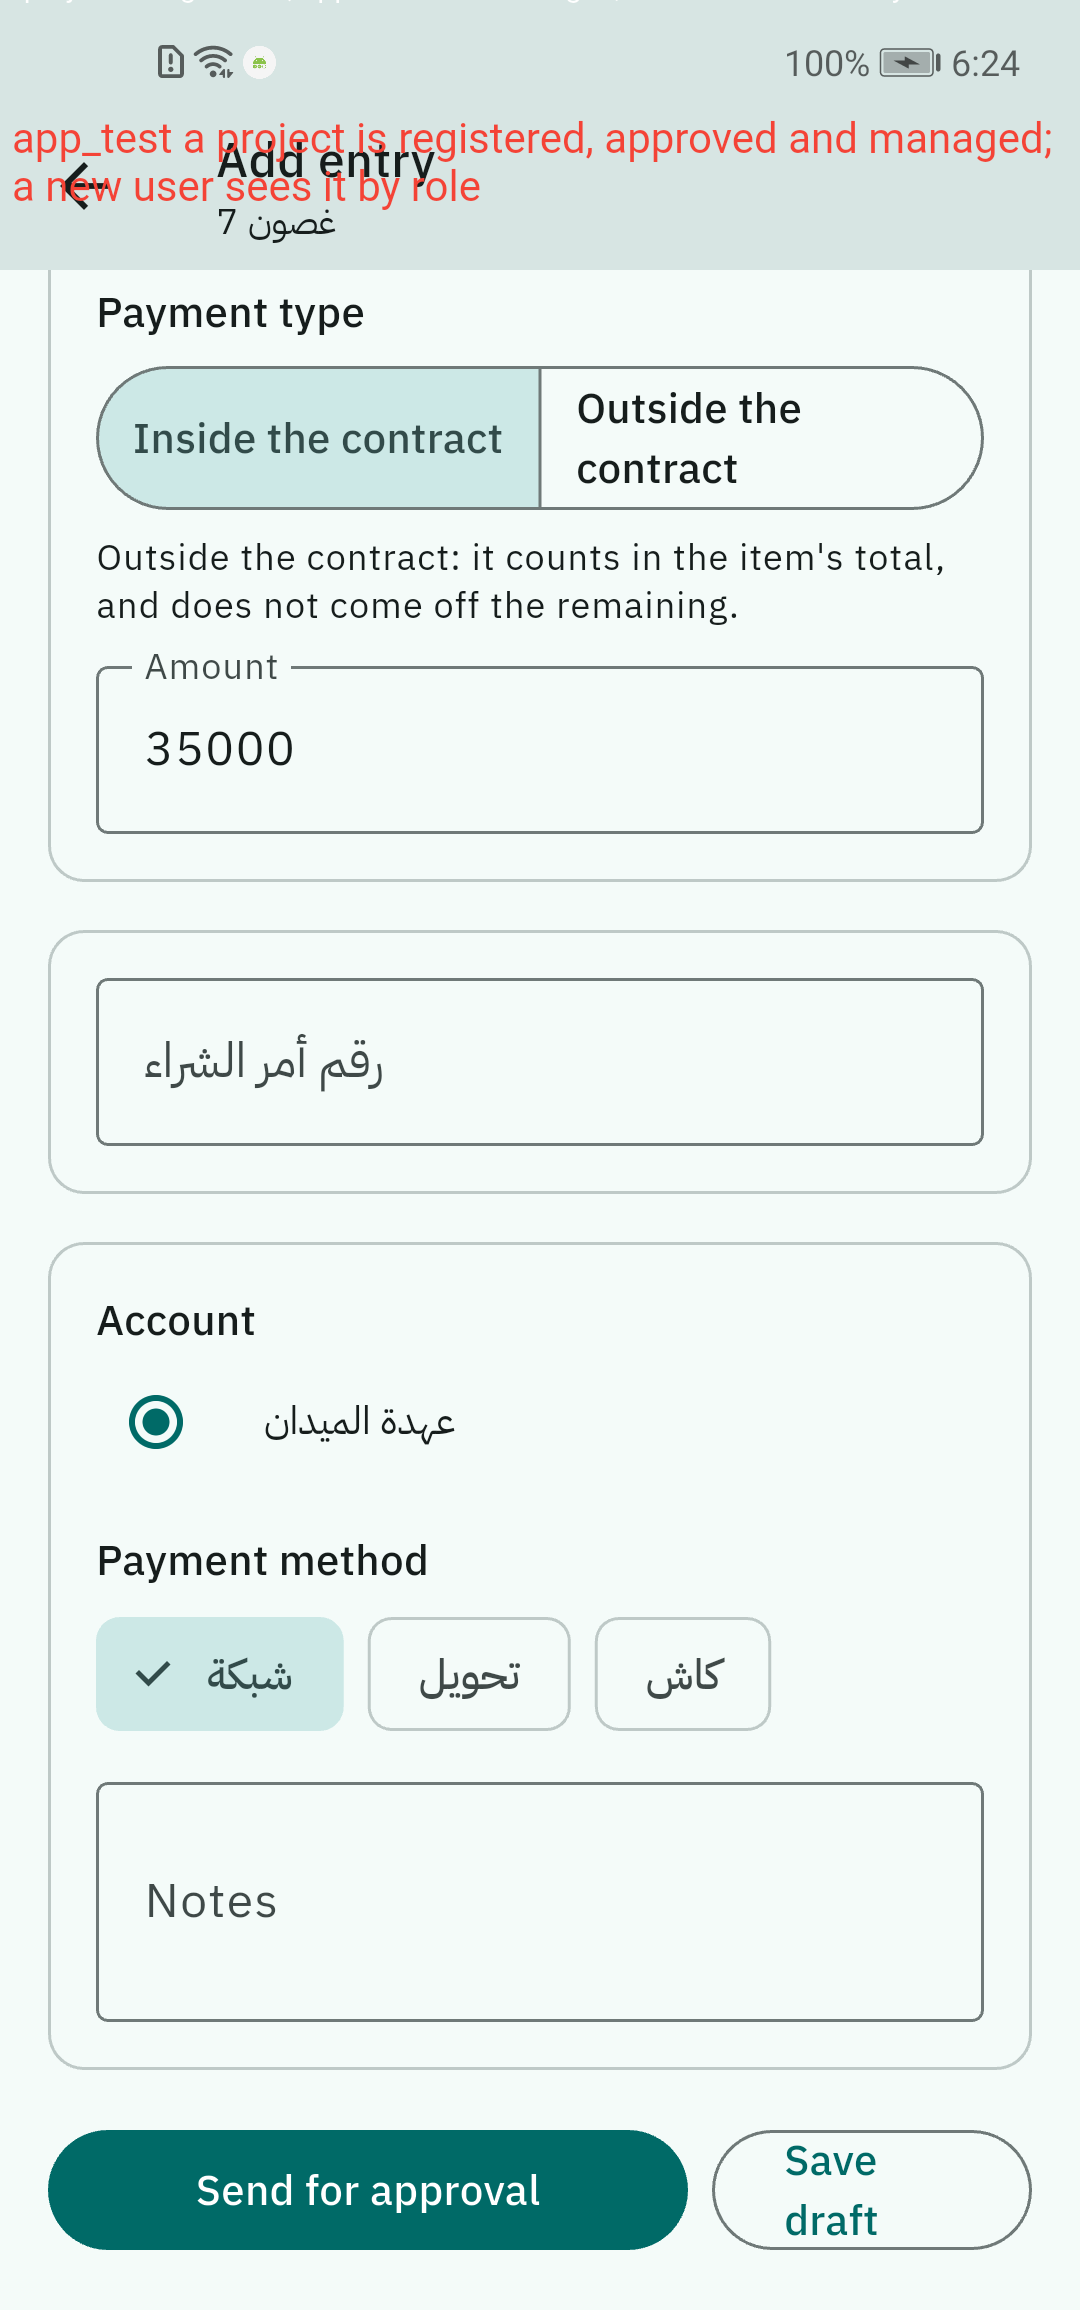 100% 6:24
app_test a project is registered, approved and managed;
a new user sees it by role
Add entry
غصون 7
Payment type
Inside the contract
Outside the
contract
Outside the contract: it counts in the item's total,
and does not come off the remaining.
Amount
35000
رقم أمر الشراء
Account
عهدة الميدان
Payment method
شبكة
تحويل
كاش
Notes
Send for approval
Save
draft